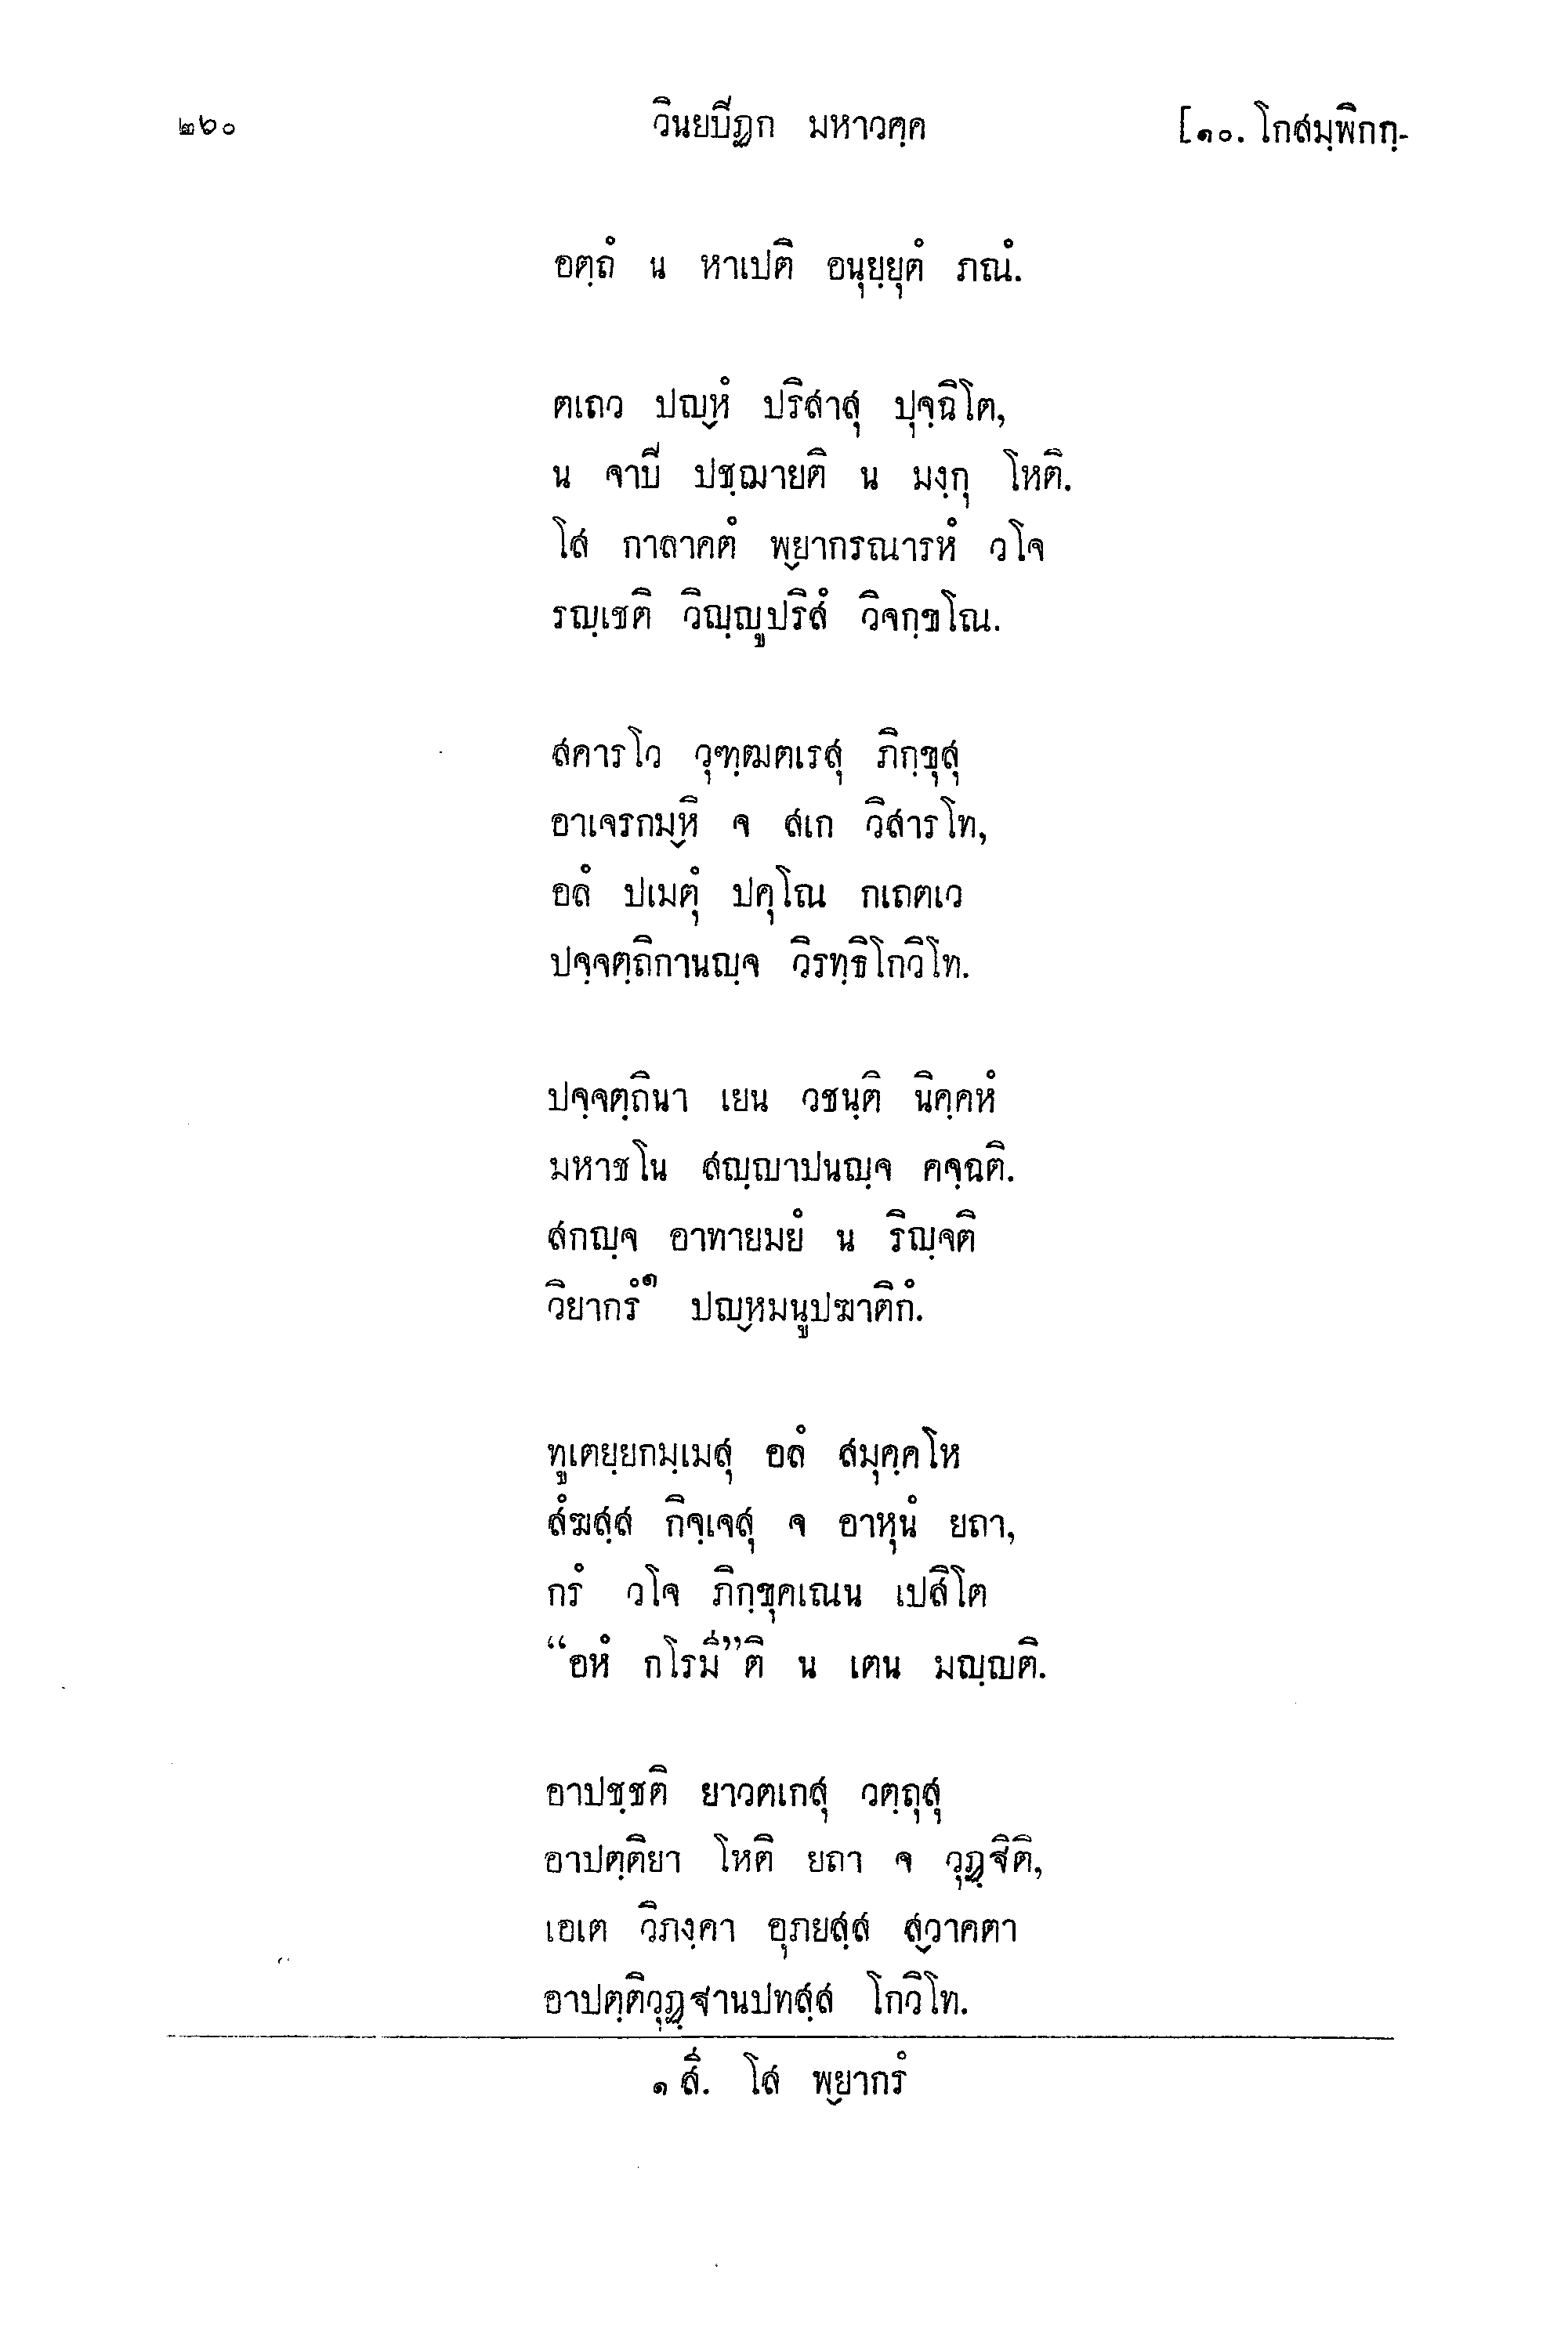 ๒๖๐ วินยปีฏก มหาวคฺค [๑๐. โกสมฺพิกกฺ-
อตฺถํ น หาเปติ อนุยฺยุตํ ภณํ.
ตเถว ปญฺหํ ปริสาสุ ปุจฺฉิโต,
น จาปี ปชฺฌายติ น มงฺกุ โหติ.
โส กาลาคตํ พฺยากรณารหํ วโจ
รญฺเชติ วิญฺญูปริสํ วิจกฺขโณ.
สคารโว วุฑฺฒตเรสุ ภิกฺขุสุ
อาเจรกมฺหิ จ สเก วิสารโท,
อลํ ปเมตุํ ปคุโณ กเถตเว
ปจฺจตฺถิกานญฺจ วิรทฺธิโกวิโท.
ปจฺจตฺถินา เยน วชนฺติ นิคฺคหํ
มหาชโน สญฺญาปนญฺจ คจฺฉติ.
สกญฺจ อาทายมยํ น ริญฺจติ
วิยากรํ๑ ปญฺหมนูปฆาติกํ.
ทูเตยฺยกมฺเมสุ อลํ สมุคฺคโห
สํฆสฺส กิจฺเจสุ จ อาหุนํ ยถา,
กรํ วโจ ภิกฺขุคเณน เปสิโต
“อหํ กโรมี”ติ น เตน มญฺญติ.
อาปชฺชติ ยาวตเกสุ วตฺถุสุ
อาปตฺติยา โหติ ยถา จ วุฏฺฐิติ,
เอเต วิภงฺคา อุภยสฺส สฺวาคตา
อาปตฺติวุฏฺฐานปทสฺส โกวิโท.
๑ สี. โส พฺยากรํ